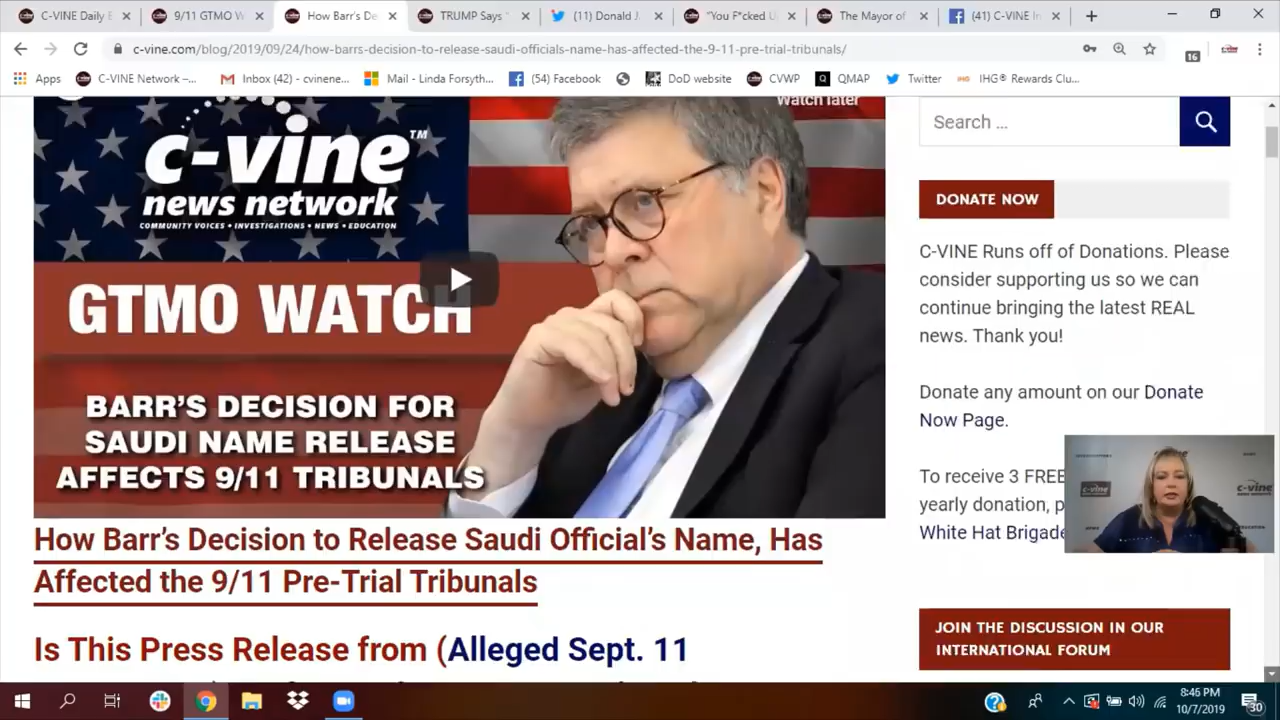 C-VINE Daily E
9/11 GTMO W
How Barr's De
TRUMP Says "
(11) Donald J.
"You F*cked U
The Mayor of
(41) C-VINE In
c-vine.com/blog/2019/09/24/how-barrs-decision-to-release-saudi-officials-name-has-affected-the-9-11-pre-trial-tribunals/
16
Apps
C-VINE Network –...
Inbox (42) - cvinene...
Mail - Linda Forsyth...
(54) Facebook
DoD website
CVWP
QMAP
Twitter
IHG® Rewards Clu...
Watch later
c-vine™
news network
COMMUNITY VOICES • INVESTIGATIONS • NEWS • EDUCATION
GTMO WATCH
BARR'S DECISION FOR
SAUDI NAME RELEASE
AFFECTS 9/11 TRIBUNALS
How Barr's Decision to Release Saudi Official's Name, Has
Affected the 9/11 Pre-Trial Tribunals
Is This Press Release from (Alleged Sept. 11
Search ...
DONATE NOW
C-VINE Runs off of Donations. Please
consider supporting us so we can
continue bringing the latest REAL
news. Thank you!
Donate any amount on our Donate
Now Page.
To receive 3 FREE
yearly donation, p
White Hat Brigade
c-vine
c-vine
JOIN THE DISCUSSION IN OUR
INTERNATIONAL FORUM
8:46 PM
10/7/2019
30